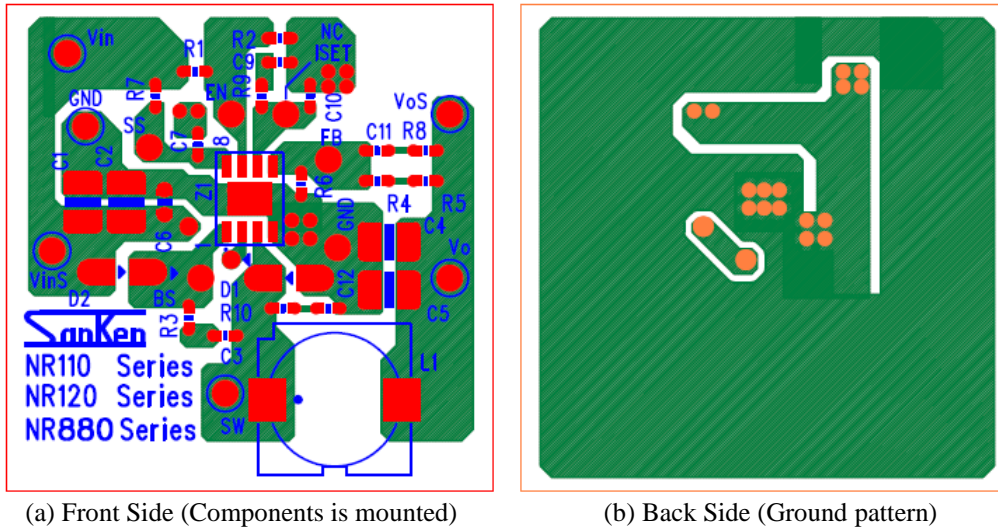 Vin
R1
R2
NC
ISET
C9
R7
EN
R9
C10
VoS
GND
SS
C7
8
FB
C11
R8
C1
C2
Z1
R6
R4
R5
GND
C6
1
C4
Vo
VinS
D2
BS
D1
C12
C5
R3
R10
C3
L1
SW
SanKen
NR110 Series
NR120 Series
NR880 Series
(a) Front Side (Components is mounted)
(b) Back Side (Ground pattern)